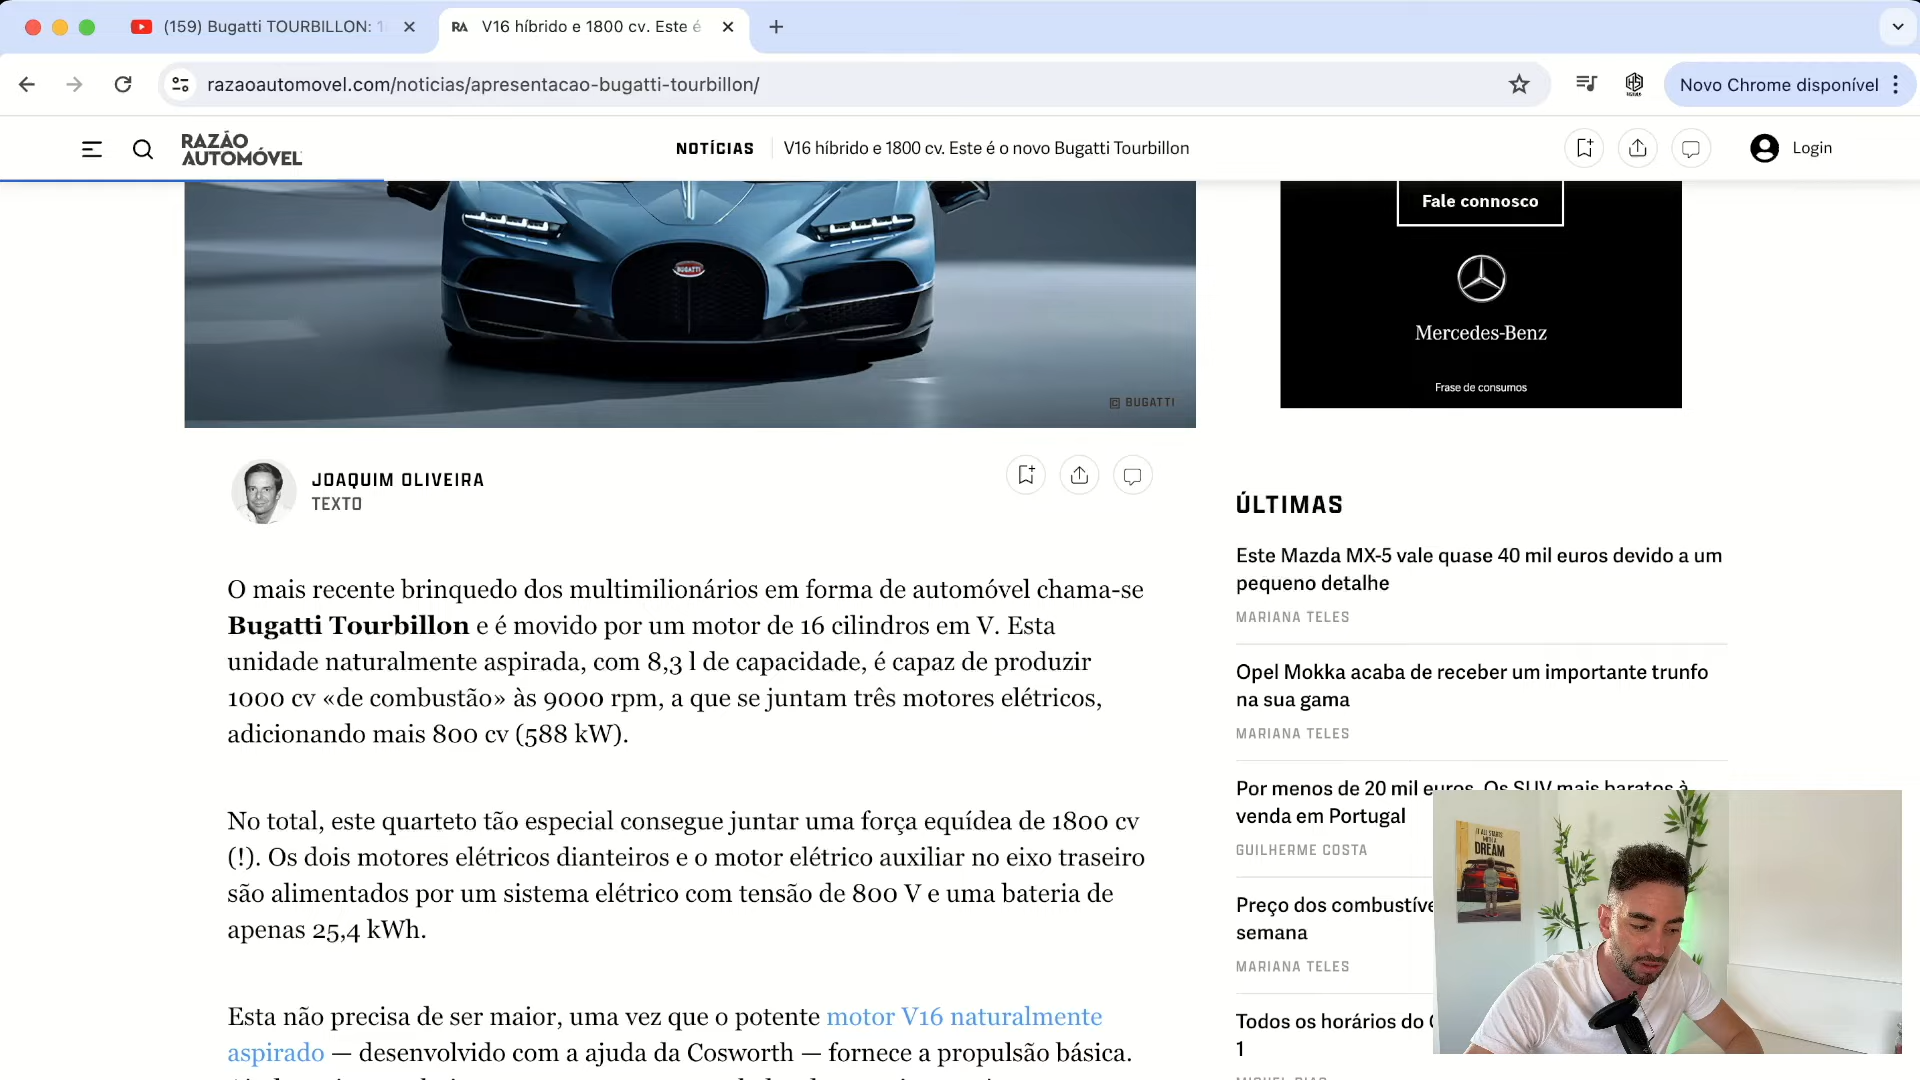 (159) Bugatti TOURBILLON:
RA V16 híbrido e 1800 cv. Este é
razaoautomovel.com/noticias/apresentacao-bugatti-tourbillon/
Novo Chrome disponível
RAZÃO
AUTOMÓVEL
NOTÍCIAS
V16 híbrido e 1800 cv. Este é o novo Bugatti Tourbillon
Login
BUGATTI
BUGATTI
Fale connosco
Mercedes-Benz
Frase de consumos
JOAQUIM OLIVEIRA
TEXTO
O mais recente brinquedo dos multimilionários em forma de automóvel chama-se
Bugatti Tourbillon e é movido por um motor de 16 cilindros em V. Esta
unidade naturalmente aspirada, com 8,3 l de capacidade, é capaz de produzir
1000 cv «de combustão» às 9000 rpm, a que se juntam três motores elétricos,
adicionando mais 800 cv (588 kW).
No total, este quarteto tão especial consegue juntar uma força equídea de 1800 cv
(!). Os dois motores elétricos dianteiros e o motor elétrico auxiliar no eixo traseiro
são alimentados por um sistema elétrico com tensão de 800 V e uma bateria de
apenas 25,4 kWh.
Esta não precisa de ser maior, uma vez que o potente motor V16 naturalmente
aspirado — desenvolvido com a ajuda da Cosworth — fornece a propulsão básica.
ÚLTIMAS
Este Mazda MX-5 vale quase 40 mil euros devido a um
pequeno detalhe
MARIANA TELES
Opel Mokka acaba de receber um importante trunfo
na sua gama
MARIANA TELES
Por menos de 20 mil euros. Os SUV mais baratos à
venda em Portugal
GUILHERME COSTA
Preço dos combustíve
semana
MARIANA TELES
Todos os horários do
1
MIGUEL DIAS
IT ALL STARTS
WITH A
DREAM